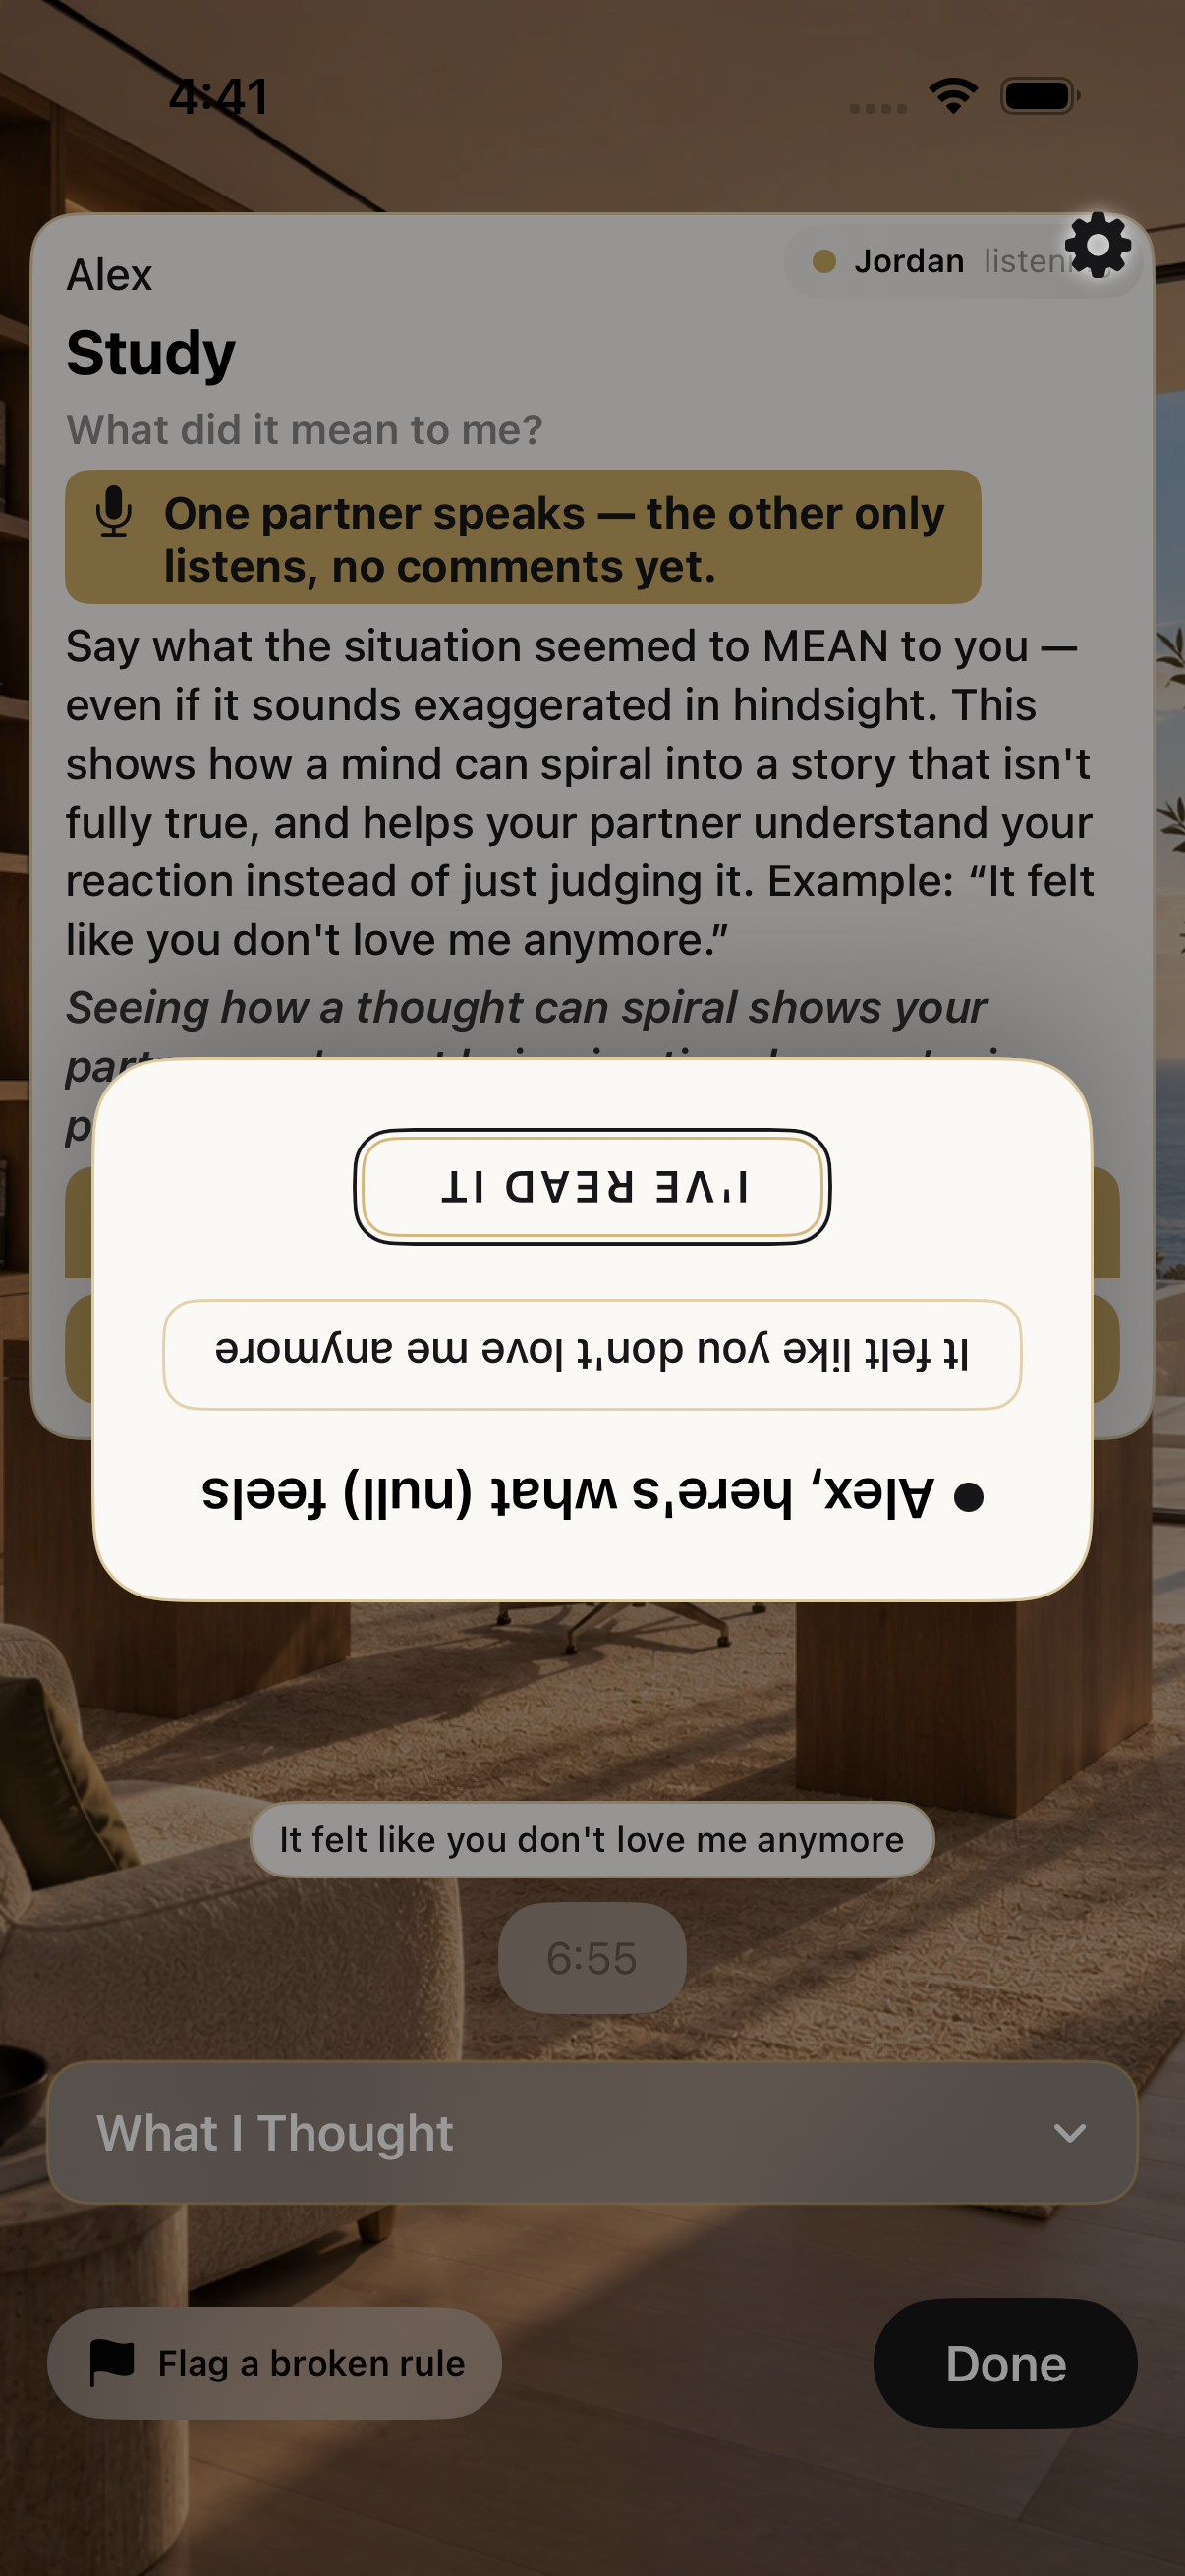 4:41
Alex
Jordan
Study
What did it mean to me?
One partner speaks — the other only
listens, no comments yet.
Say what the situation seemed to MEAN to you —
even if it sounds exaggerated in hindsight. This
shows how a mind can spiral into a story that isn't
fully true, and helps your partner understand your
reaction instead of just judging it. Example: “It felt
like you don't love me anymore.”
Seeing how a thought can spiral shows your
Alex, here's what (null) feels
It felt like you don't love me anymore
I'VE READ IT
It felt like you don't love me anymore
6:55
What I Thought
Flag a broken rule
Done